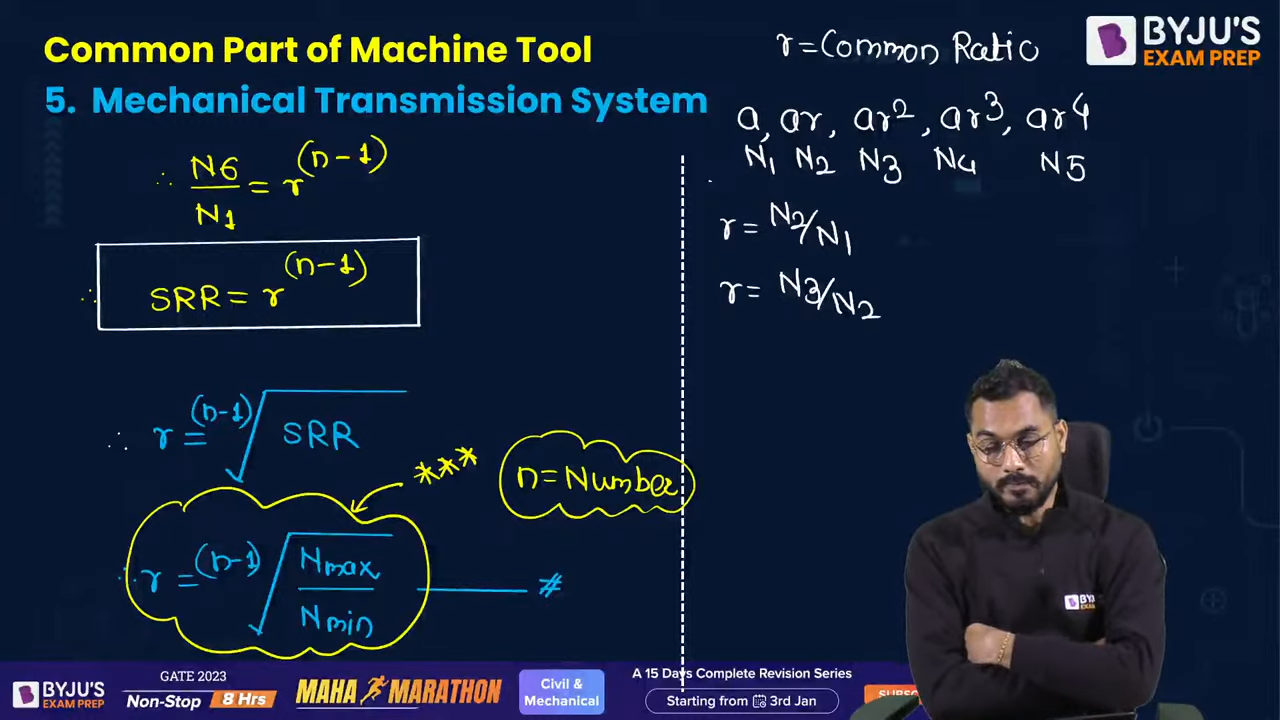 Common Part of Machine Tool
5. Mechanical Transmission System
∴ N6/N1 = r^(n-1)
∴ SRR = r^(n-1)
∴ r = (n-1)√SRR
***
n=Number
∴ r = (n-1)√(Nmax/Nmin) #
r=Common Ratio
a, ar, ar², ar³, ar⁴
N1 N2 N3 N4 N5
r = N2/N1
r = N3/N2
BYJU'S
EXAM PREP
BYJU'S
EXAM PREP
GATE 2023
Non-Stop 8 Hrs
MAHA MARATHON
Civil &
Mechanical
A 15 Days Complete Revision Series
Starting from 3rd Jan